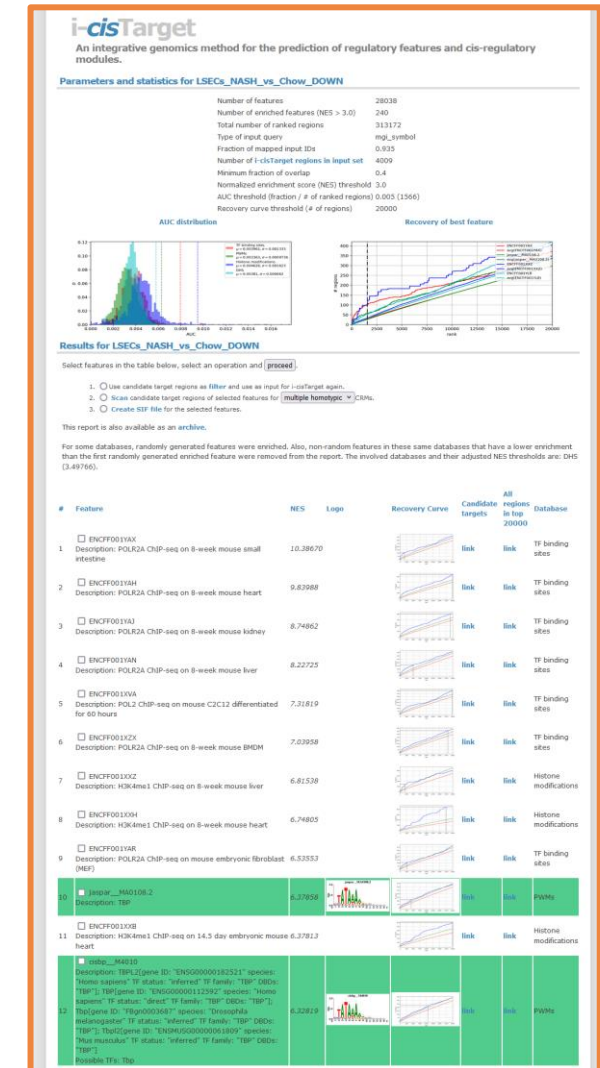 i-cisTarget
An integrative genomics method for the prediction of regulatory features and cis-regulatory
modules.
Parameters and statistics for LSECs_NASH_vs_Chow_DOWN
Number of features 28038
Number of enriched features (NES > 3.0) 240
Total number of ranked regions 313172
Type of input query mgi_symbol
Fraction of mapped input IDs 0.935
Number of i-cisTarget regions in input set 4009
Minimum fraction of overlap 0.4
Normalized enrichment score (NES) threshold 3.0
AUC threshold (fraction / # of ranked regions) 0.005 (1566)
Recovery curve threshold (# of regions) 20000
AUC distribution Recovery of best feature
Results for LSECs_NASH_vs_Chow_DOWN
Select features in the table below, select an operation and proceed.
1. Use candidate target regions as filter and use as input for i-cisTarget again.
2. Scan candidate target regions of selected features for multiple homotypic CRMs.
3. Create SIF file for the selected features.
This report is also available as an archive.
For some databases, randomly generated features were enriched. Also, non-random features in these same databases that have a lower enrichment
than the first randomly generated enriched feature were removed from the report. The involved databases and their adjusted NES thresholds are: DHS
(3.49766).
# Feature NES Logo Recovery Curve Candidate targets All regions in top 20000 Database
1 ENCFF001YAX
Description: POLR2A ChIP-seq on 8-week mouse small
intestine 10.38670 link link TF binding sites
2 ENCFF001YAH
Description: POLR2A ChIP-seq on 8-week mouse heart 9.83988 link link TF binding sites
3 ENCFF001YAJ
Description: POLR2A ChIP-seq on 8-week mouse kidney 8.74862 link link TF binding sites
4 ENCFF001YAN
Description: POLR2A ChIP-seq on 8-week mouse liver 8.22725 link link TF binding sites
5 ENCFF001XVA
Description: POL2 ChIP-seq on mouse C2C12 differentiated
for 60 hours 7.31819 link link TF binding sites
6 ENCFF001XZX
Description: POLR2A ChIP-seq on 8-week mouse BMDM 7.03958 link link TF binding sites
7 ENCFF001XXZ
Description: H3K4me1 ChIP-seq on 8-week mouse liver 6.81538 link link Histone modifications
8 ENCFF001XXH
Description: H3K4me1 ChIP-seq on 8-week mouse heart 6.74805 link link Histone modifications
9 ENCFF001YAR
Description: POLR2A ChIP-seq on mouse embryonic fibroblast
(MEF) 6.53553 link link TF binding sites
10 jaspar__MA0108.2
Description: TBP 6.37858 link link PWMs
11 ENCFF001XXB
Description: H3K4me1 ChIP-seq on 14.5 day embryonic mouse
heart 6.37813 link link Histone modifications
12 cisbp__M4010
Description: TBPL2[gene ID: "ENSG00000182521" species:
"Homo sapiens" TF status: "inferred" TF family: "TBP" DBDs:
"TBP"]; TBP[gene ID: "ENSG00000112592" species: "Homo
sapiens" TF status: "direct" TF family: "TBP" DBDs: "TBP"];
Tbp[gene ID: "FBgn0003687" species: "Drosophila
melanogaster" TF status: "inferred" TF family: "TBP" DBDs:
"TBP"]; Tbpl2[gene ID: "ENSMUSG00000061809" species:
"Mus musculus" TF status: "inferred" TF family: "TBP" DBDs:
"TBP"]
Possible TFs: Tbp 6.32819 link link PWMs